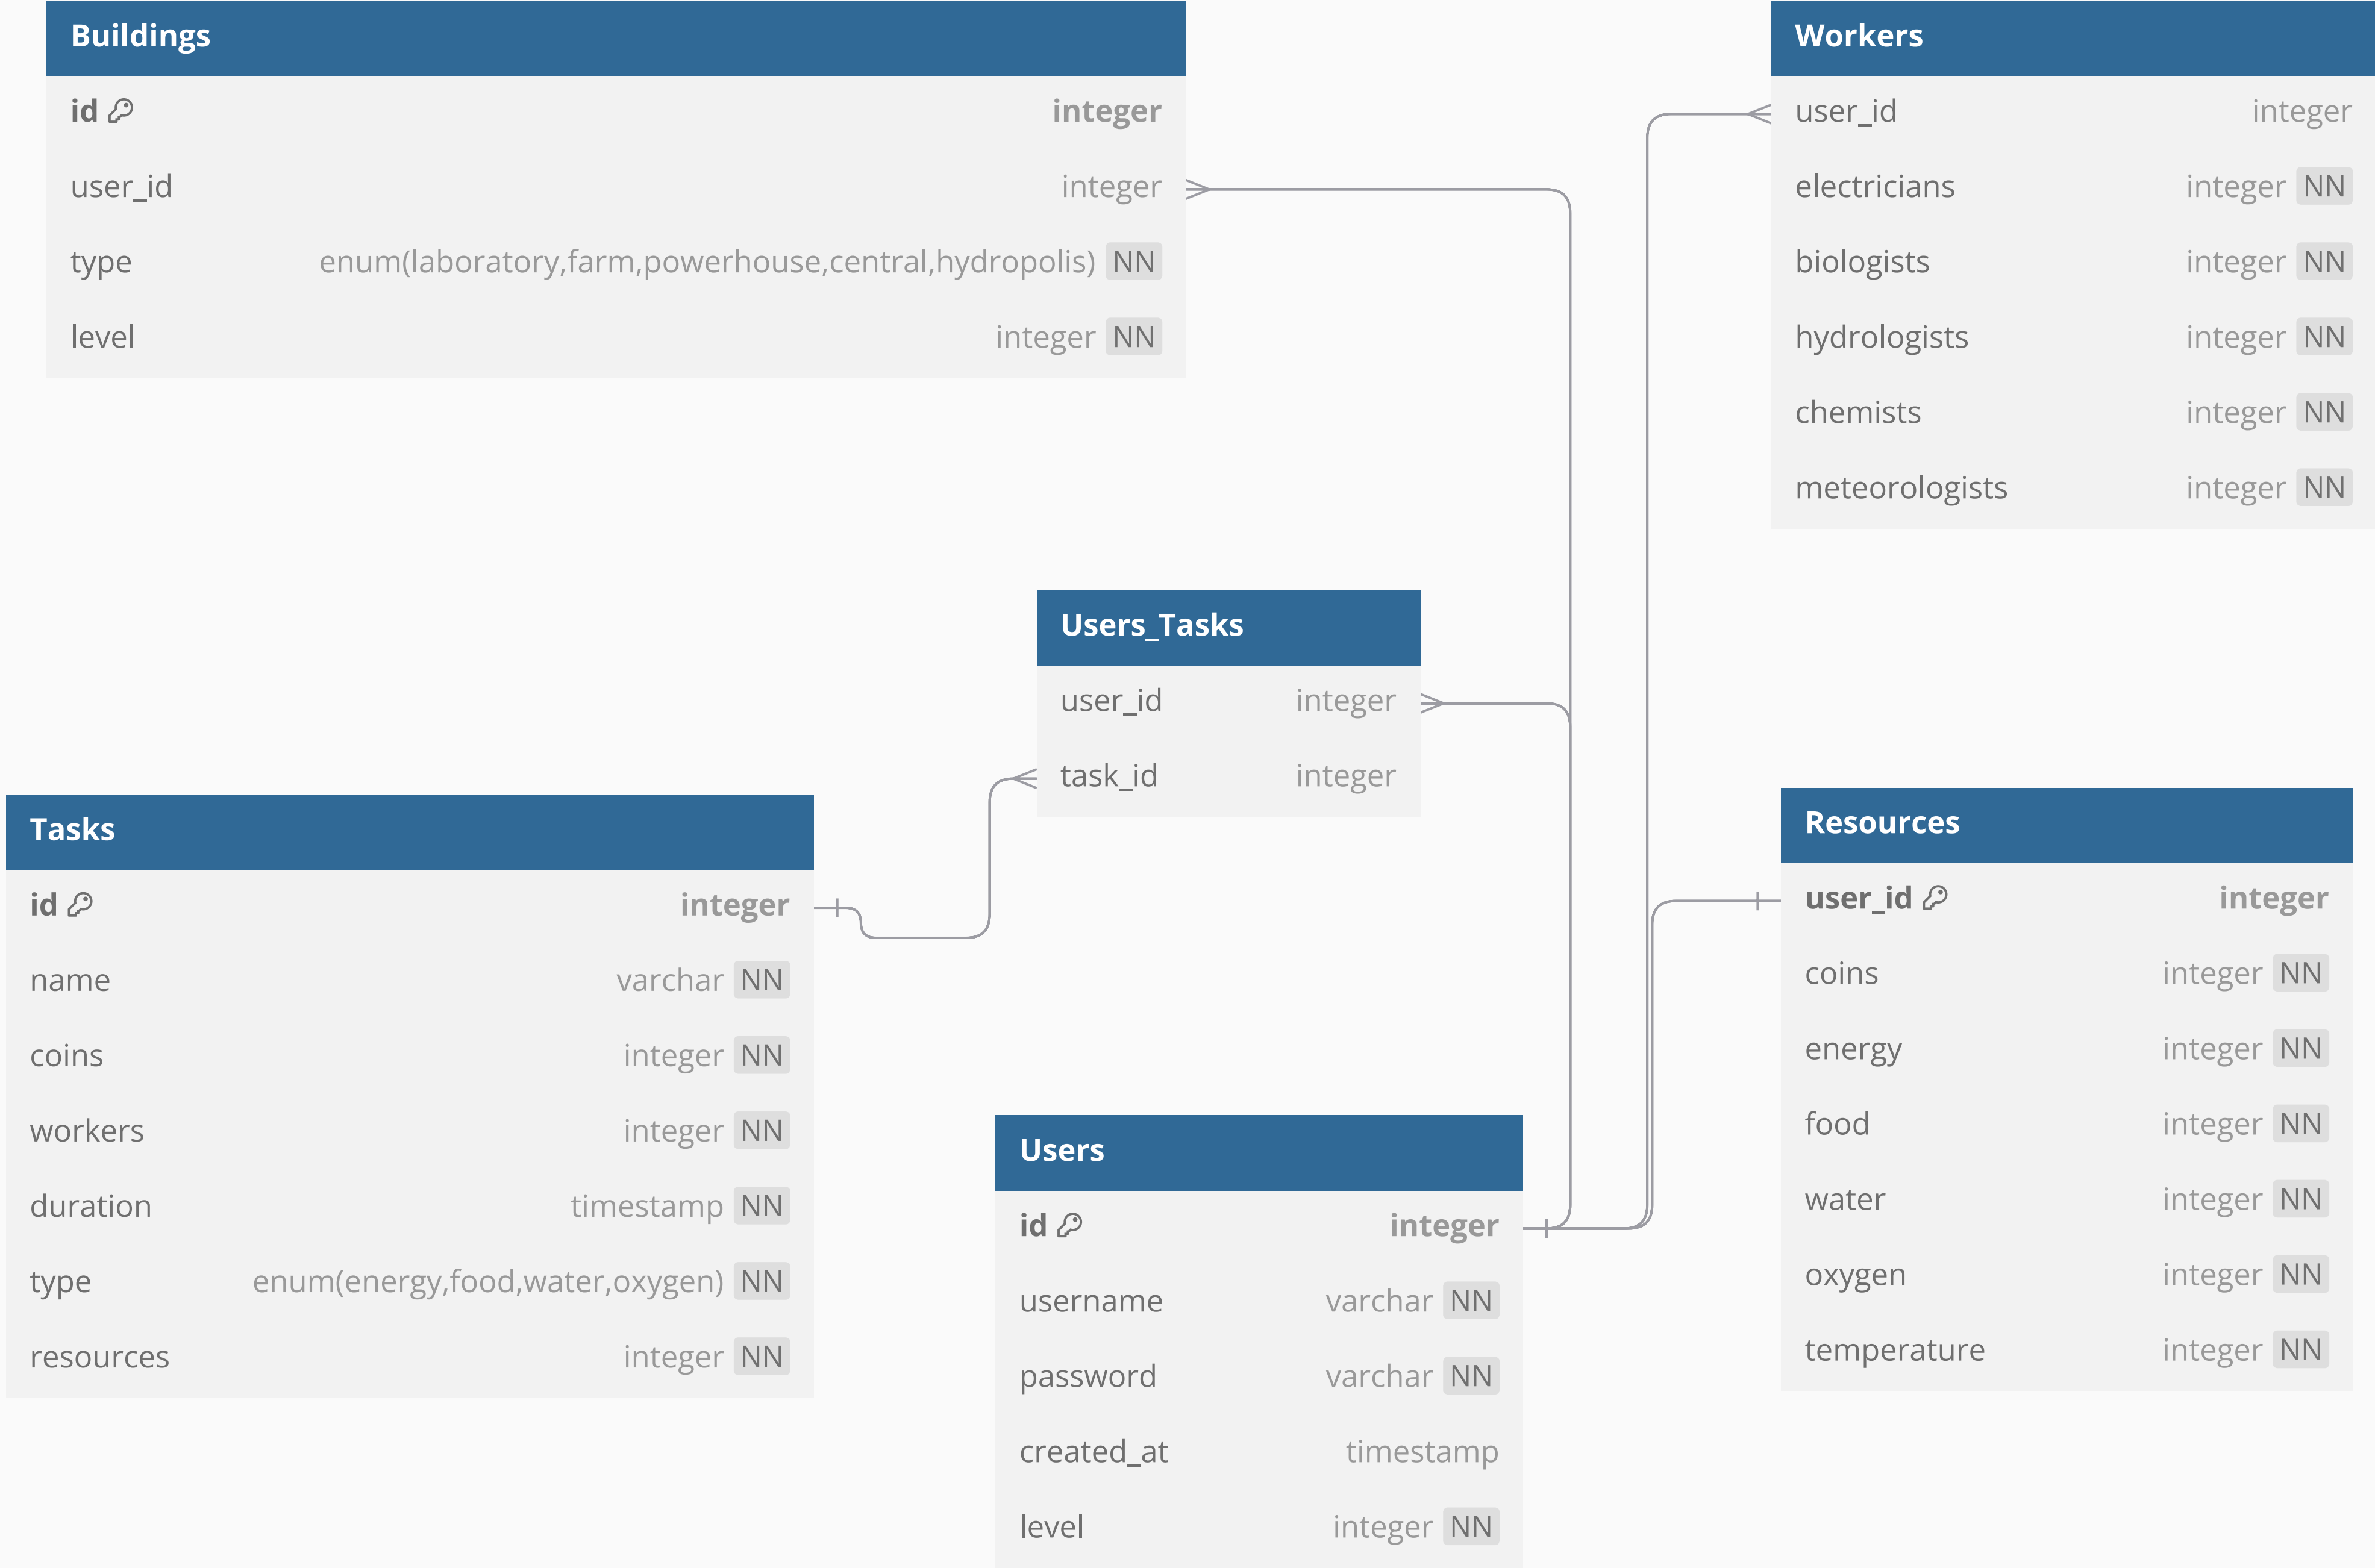 Buildings
id integer
user_id integer
type enum(laboratory,farm,powerhouse,central,hydropolis) NN
level integer NN
Workers
user_id integer
electricians integer NN
biologists integer NN
hydrologists integer NN
chemists integer NN
meteorologists integer NN
Users_Tasks
user_id integer
task_id integer
Tasks
id integer
name varchar NN
coins integer NN
workers integer NN
duration timestamp NN
type enum(energy,food,water,oxygen) NN
resources integer NN
Resources
user_id integer
coins integer NN
energy integer NN
food integer NN
water integer NN
oxygen integer NN
temperature integer NN
Users
id integer
username varchar NN
password varchar NN
created_at timestamp
level integer NN